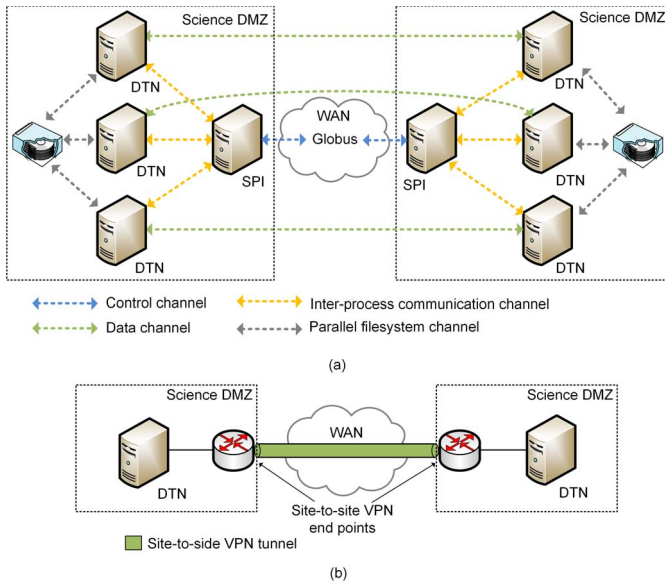 Science DMZ
Science DMZ
DTN
DTN
WAN
Globus
DTN
SPI
SPI
DTN
DTN
DTN
Control channel
Inter-process communication channel
Data channel
Parallel filesystem channel
(a)
Science DMZ
Science DMZ
WAN
DTN
DTN
Site-to-site VPN
end points
Site-to-side VPN tunnel
(b)